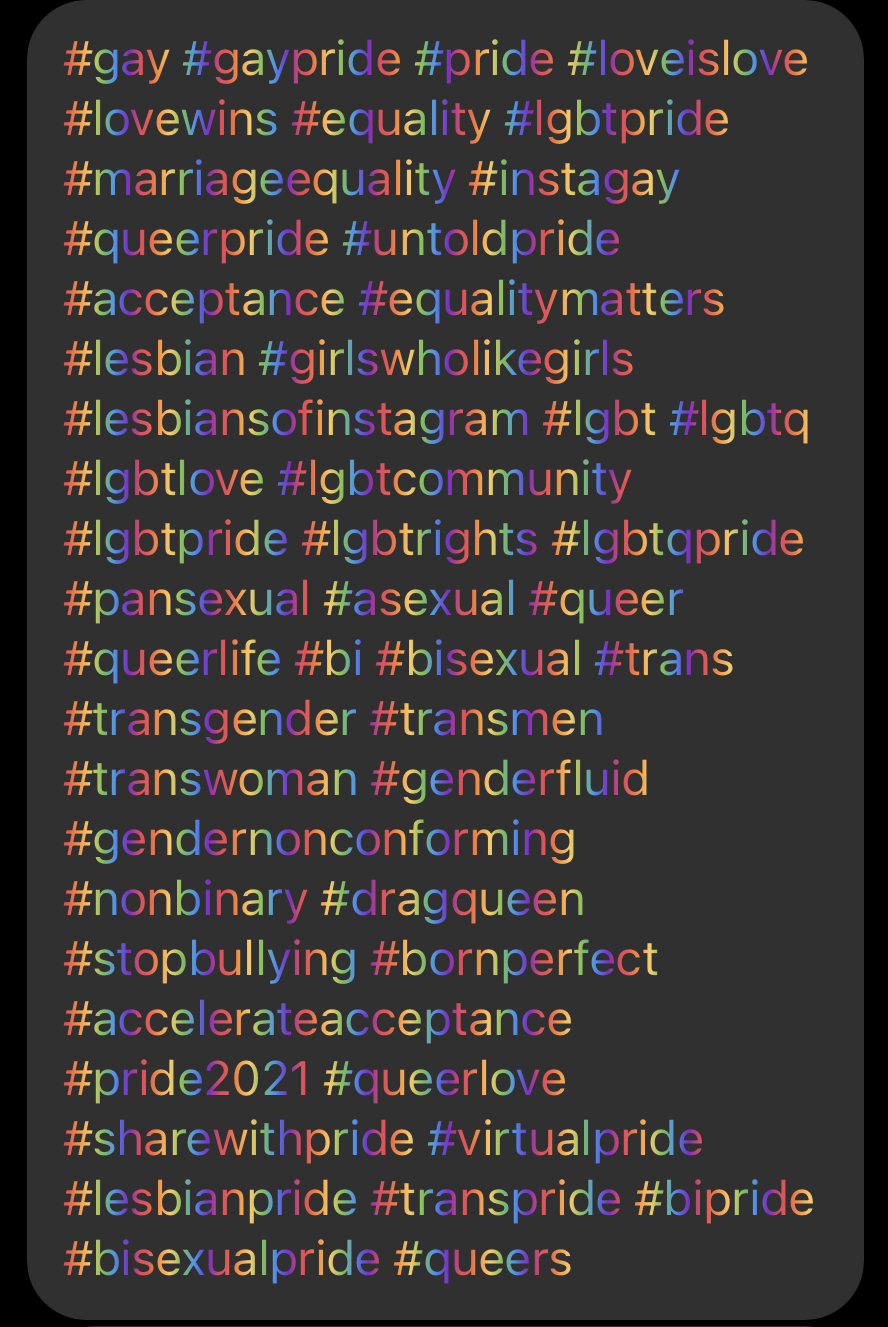 #gay #gaypride #pride #loveislove
#lovewins #equality #lgbtpride
#marriageequality #instagay
#queerpride #untoldpride
#acceptance #equalitymatters
#lesbian #girlswholikegirls
#lesbiansofinstagram #lgbt #lgbtq
#lgbtlove #lgbtcommunity
#lgbtpride #lgbtrights #lgbtqpride
#pansexual #asexual #queer
#queerlife #bi #bisexual #trans
#transgender #transmen
#transwoman #genderfluid
#gendernonconforming
#nonbinary #dragqueen
#stopbullying #bornperfect
#accelerateacceptance
#pride2021 #queerlove
#sharewithpride #virtualpride
#lesbianpride #transpride #bipride
#bisexualpride #queers